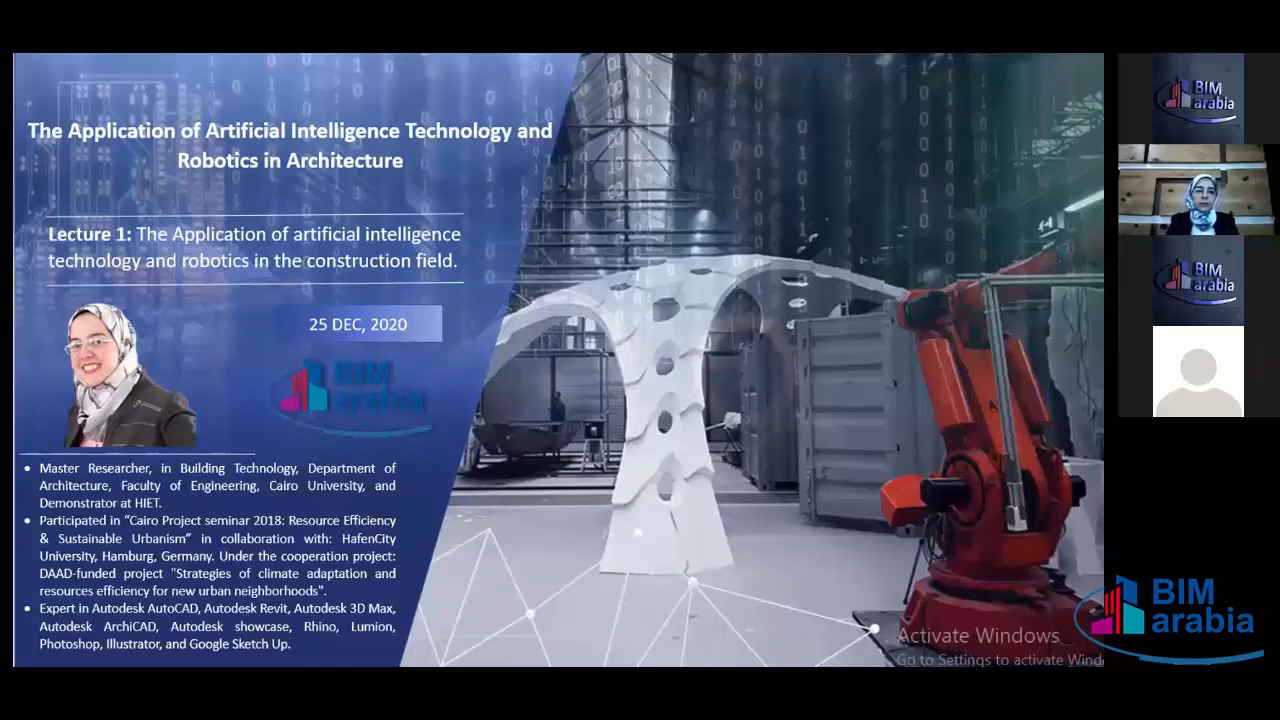 The Application of Artificial Intelligence Technology and
Robotics in Architecture
Lecture 1: The Application of artificial intelligence
technology and robotics in the construction field.
25 DEC, 2020
BIM
arabia
• Master Researcher, in Building Technology, Department of
Architecture, Faculty of Engineering, Cairo University, and
Demonstrator at HIET.
• Participated in “Cairo Project seminar 2018: Resource Efficiency
& Sustainable Urbanism” in collaboration with: HafenCity
University, Hamburg, Germany. Under the cooperation project:
DAAD-funded project "Strategies of climate adaptation and
resources efficiency for new urban neighborhoods".
• Expert in Autodesk AutoCAD, Autodesk Revit, Autodesk 3D Max,
Autodesk ArchiCAD, Autodesk showcase, Rhino, Lumion,
Photoshop, Illustrator, and Google Sketch Up.
Activate Windows
Go to Settings to activate Wind
BIM
arabia
BIM
arabia
BIM
arabia